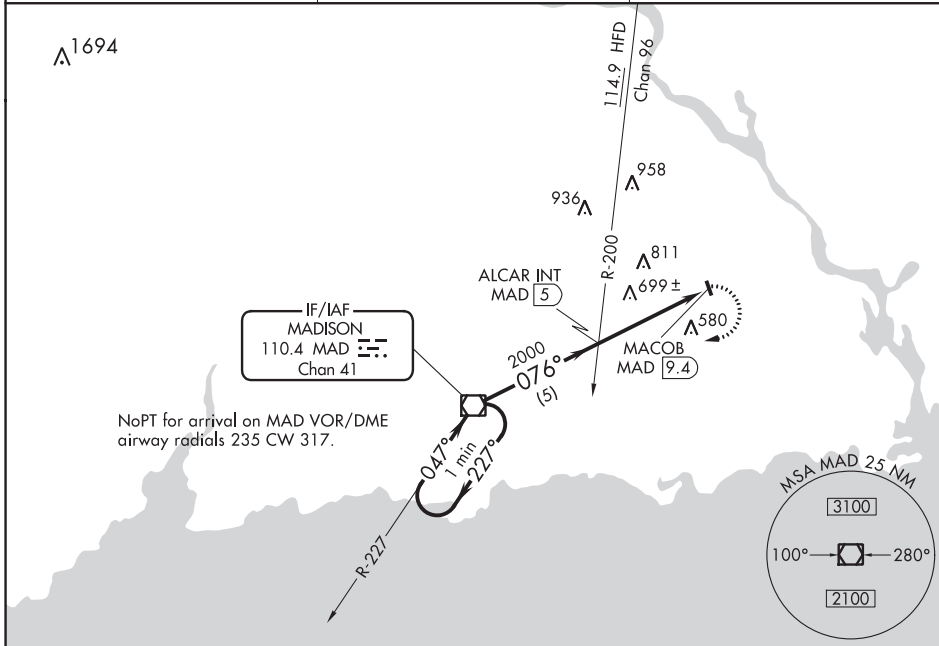 1694
114.9 HFD
Chan 96
958
936
R-200
811
ALCAR INT
MAD 5
699 ±
580
IF/IAF
MADISON
110.4 MAD
Chan 41
2000
076°
(5)
MACOB
MAD 9.4
NoPT for arrival on MAD VOR/DME
airway radials 235 CW 317.
047°
1 min
227°
R-227
MSA MAD 25 NM
3100
100°
280°
2100